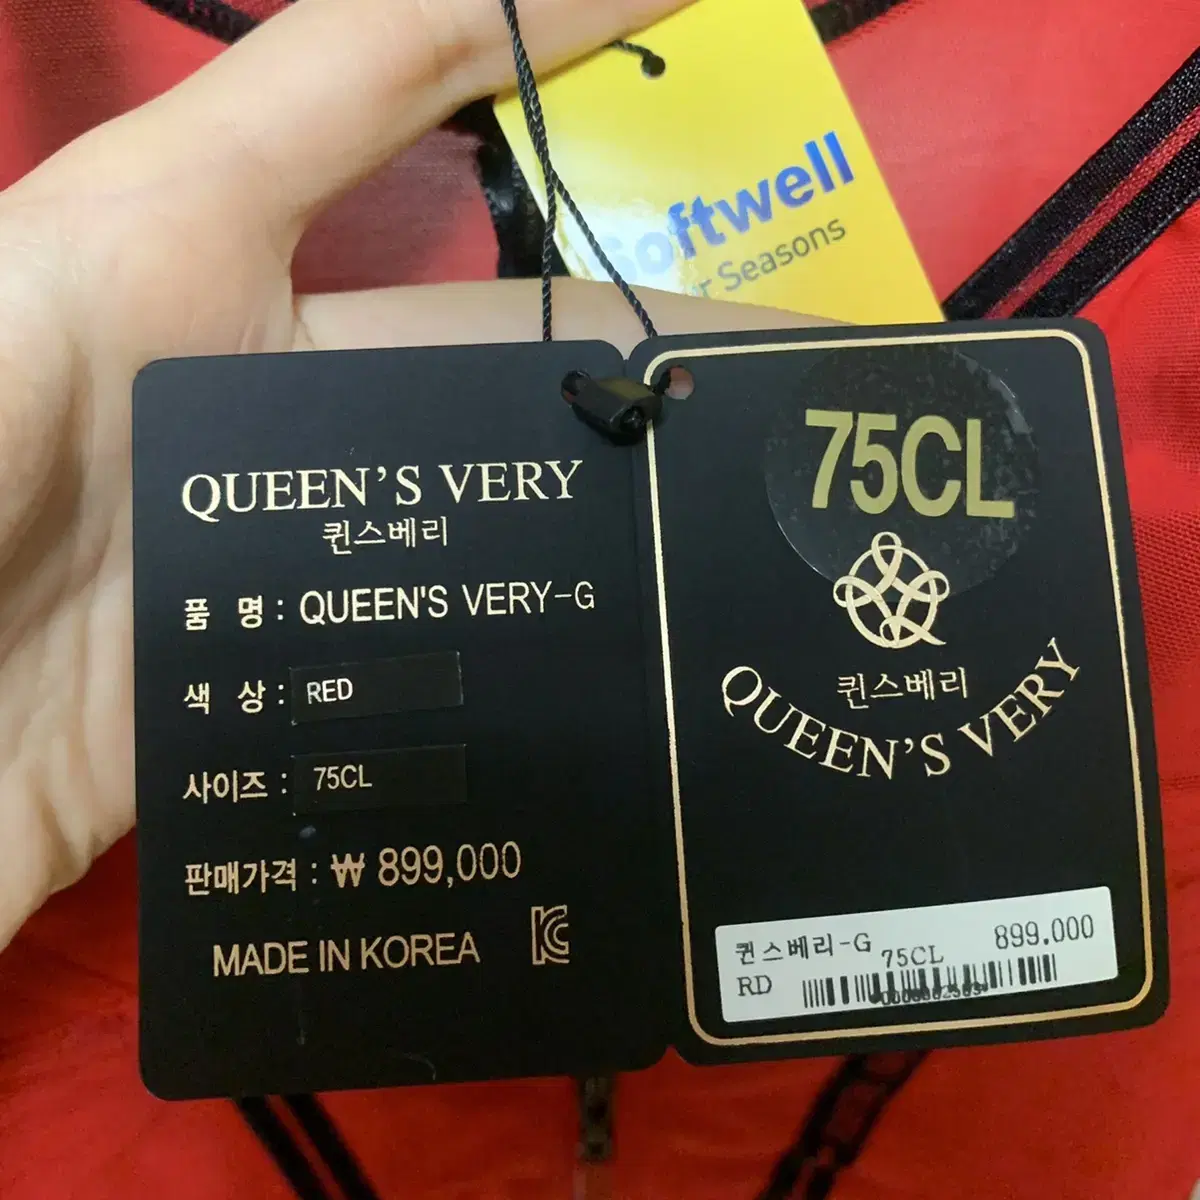 Softwell
Seasons
QUEEN'S VERY
퀸스베리
품 명 : QUEEN'S VERY-G
색 상 : RED
사이즈 : 75CL
판매가격 : ₩ 899,000
MADE IN KOREA
75CL
퀸스베리
QUEEN'S VERY
퀸스베리-G 75CL 899.000
RD